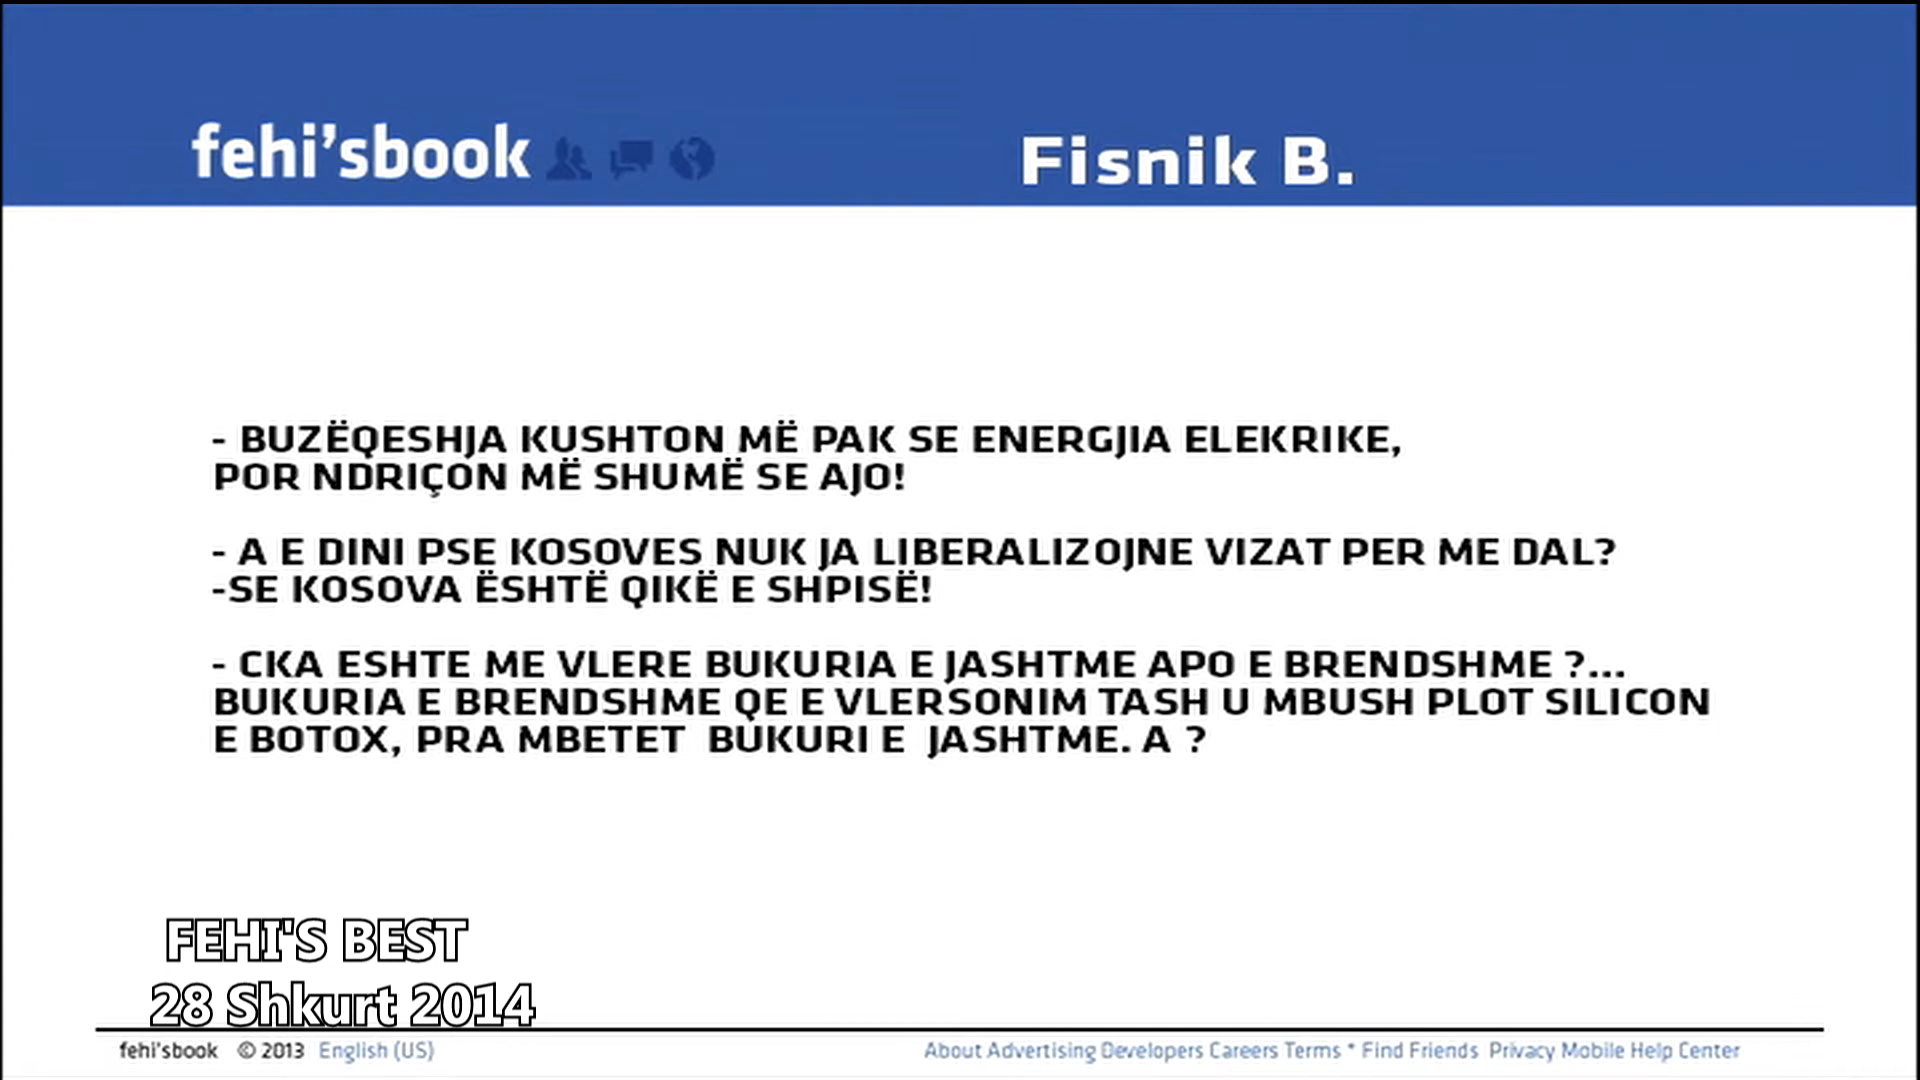 fehi'sbook
Fisnik B.
- BUZËQESHJA KUSHTON MË PAK SE ENERGJIA ELEKRIKE,
POR NDRIÇON MË SHUMË SE AJO!
- A E DINI PSE KOSOVES NUK JA LIBERALIZOJNE VIZAT PER ME DAL?
-SE KOSOVA ËSHTË QIKË E SHPISË!
- CKA ESHTE ME VLERE BUKURIA E JASHTME APO E BRENDSHME ?...
BUKURIA E BRENDSHME QE E VLERSONIM TASH U MBUSH PLOT SILICON
E BOTOX, PRA MBETET BUKURI E JASHTME. A ?
FEHI'S BEST
28 Shkurt 2014
fehi'sbook © 2013 English (US)
About Advertising Developers Careers Terms * Find Friends Privacy Mobile Help Center